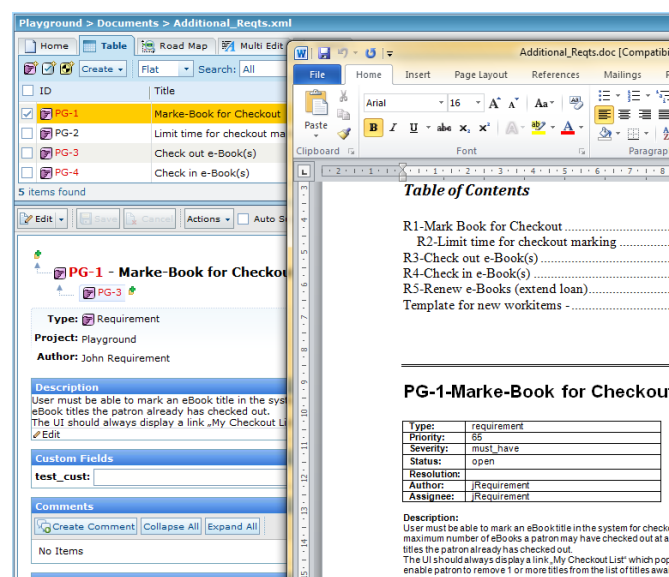 Playground > Documents > Additional_Reqts.xml
Home
Table
Road Map
Multi Edit
Create
Flat
Search:
All
ID
Title
PG-1
Marke-Book for Checkout
PG-2
Limit time for checkout ma
PG-3
Check out e-Book(s)
PG-4
Check in e-Book(s)
5 items found
Edit
Save
Cancel
Actions
Auto S
PG-1 - Marke-Book for Checkou
PG-3
Type: Requirement
Project: Playground
Author: John Requirement
Description
User must be able to mark an eBook title in the syst
eBook titles the patron already has checked out.
The UI should always display a link „My Checkout Li
Edit
Custom Fields
test_cust:
Comments
Create Comment
Collapse All
Expand All
No Items
Additional_Reqts.doc [Compatibi
File
Home
Insert
Page Layout
References
Mailings
Paste
Clipboard
Arial
16
Font
Paragrap
Table of Contents
R1-Mark Book for Checkout
R2-Limit time for checkout marking
R3-Check out e-Book(s)
R4-Check in e-Book(s)
R5-Renew e-Books (extend loan)
Template for new workitems -
PG-1-Marke-Book for Checkout
Type: requirement
Priority: 65
Severity: must_have
Status: open
Resolution:
Author: jRequirement
Assignee: jRequirement
Description:
User must be able to mark an eBook title in the system for checko
maximum number of eBooks a patron may have checked out at a
titles the patron already has checked out.
The UI should always display a link „My Checkout List“ which pop
enable patron to remove 1 or more titles from the list of titles awa